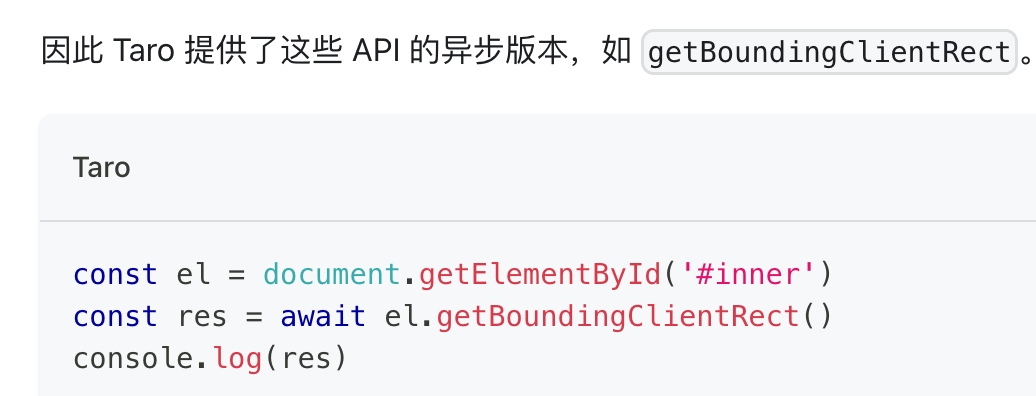 因此 Taro 提供了这些 API 的异步版本，如 getBoundingClientRect。
Taro
const el = document.getElementById('#inner')
const res = await el.getBoundingClientRect()
console.log(res)